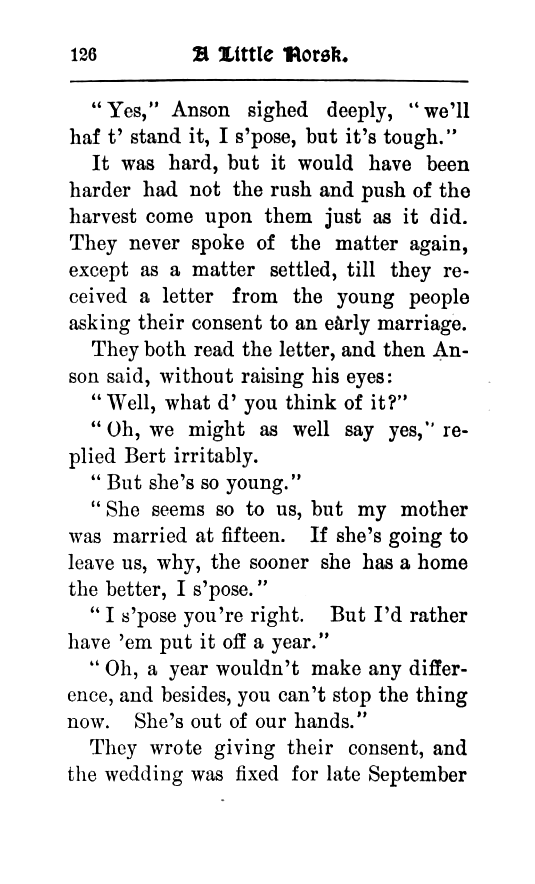 126 A Little Norsk.
“Yes,” Anson sighed deeply, “we’ll
haf t’ stand it, I s’pose, but it’s tough.”
It was hard, but it would have been
harder had not the rush and push of the
harvest come upon them just as it did.
They never spoke of the matter again,
except as a matter settled, till they re-
ceived a letter from the young people
asking their consent to an early marriage.
They both read the letter, and then An-
son said, without raising his eyes:
“Well, what d’ you think of it?”
“Oh, we might as well say yes,” re-
plied Bert irritably.
“But she’s so young.”
“She seems so to us, but my mother
was married at fifteen. If she’s going to
leave us, why, the sooner she has a home
the better, I s’pose.”
“I s’pose you’re right. But I’d rather
have ’em put it off a year.”
“Oh, a year wouldn’t make any differ-
ence, and besides, you can’t stop the thing
now. She’s out of our hands.”
They wrote giving their consent, and
the wedding was fixed for late September